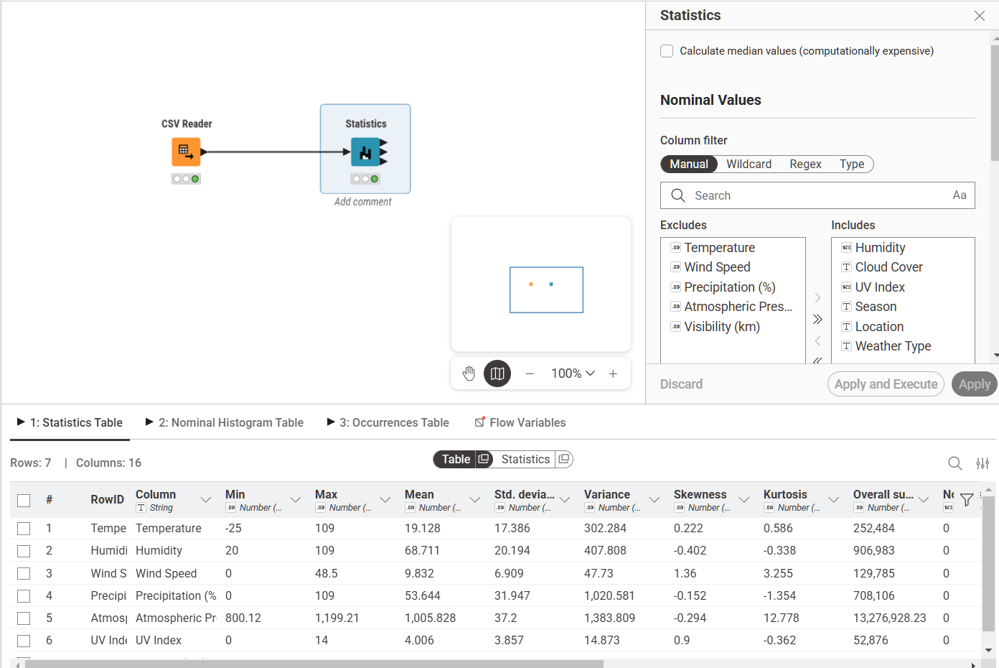 Statistics
Calculate median values (computationally expensive)
Nominal Values
Column filter
Manual Wildcard Regex Type
Search Aa
Excludes Includes
Temperature
Wind Speed
Precipitation (%)
Atmospheric Pres...
Visibility (km)
Humidity
Cloud Cover
UV Index
Season
Location
Weather Type
Discard Apply and Execute Apply
CSV Reader
Statistics
Add comment
100%
1: Statistics Table 2: Nominal Histogram Table 3: Occurrences Table Flow Variables
Rows: 7 | Columns: 16
Table Statistics
# RowID Column Min Max Mean Std. devia... Variance Skewness Kurtosis Overall su...
String Number (... Number (... Number (... Number (... Number (... Number (... Number (... Number (...
1 Tempe Temperature -25 109 19.128 17.386 302.284 0.222 0.586 252,484 0
2 Humidi Humidity 20 109 68.711 20.194 407.808 -0.402 -0.338 906,983 0
3 Wind S Wind Speed 0 48.5 9.832 6.909 47.73 1.36 3.255 129,785 0
4 Precipi Precipitation (% 0 109 53.644 31.947 1,020.581 -0.152 -1.354 708,106 0
5 Atmos Atmospheric Pr 800.12 1,199.21 1,005.828 37.2 1,383.809 -0.294 12.778 13,276,928.23 0
6 UV Inde UV Index 0 14 4.006 3.857 14.873 0.9 -0.362 52,876 0